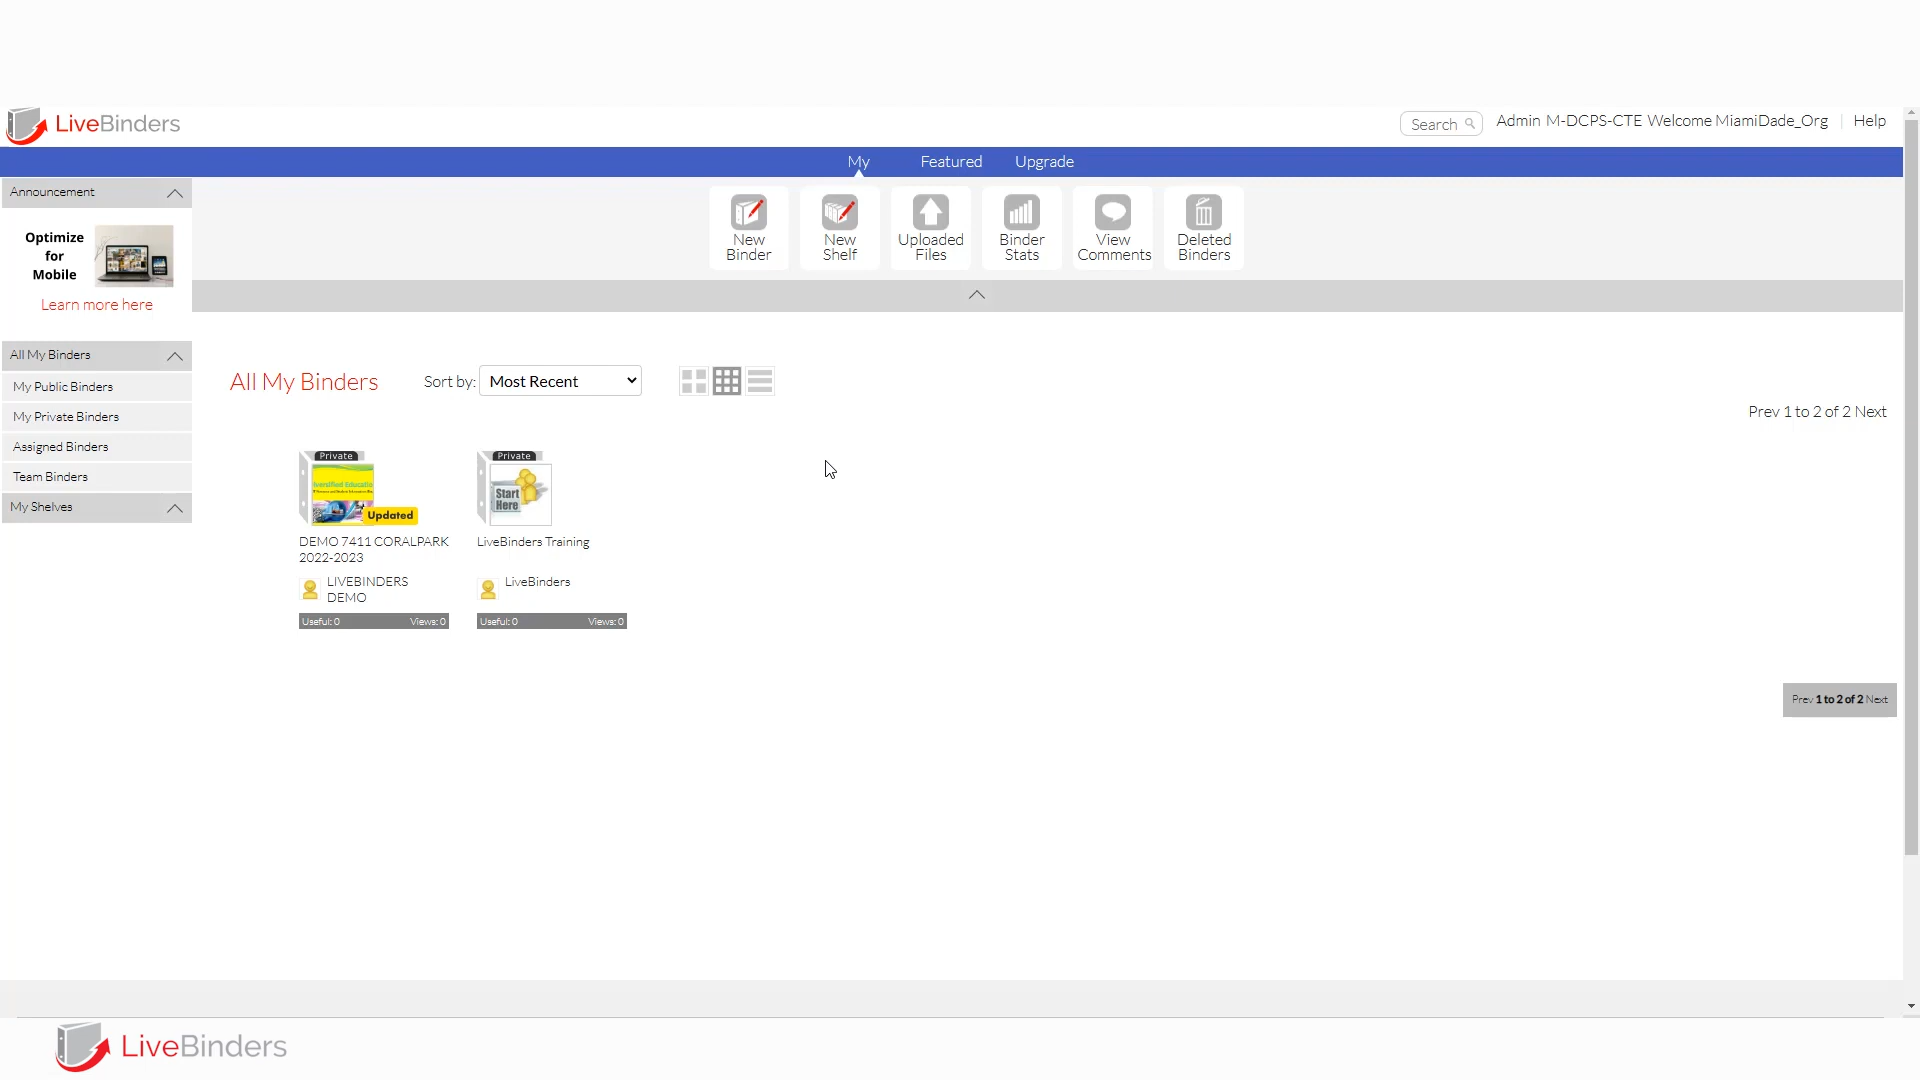 LiveBinders
Search
Admin M-DCPS-CTE Welcome MiamiDade_Org
Help
My
Featured
Upgrade
Announcement
Optimize
for
Mobile
Learn more here
New
Binder
New
Shelf
Uploaded
Files
Binder
Stats
View
Comments
Deleted
Binders
All My Binders
My Public Binders
My Private Binders
Assigned Binders
Team Binders
My Shelves
All My Binders
Sort by:
Most Recent
Prev 1 to 2 of 2 Next
Private
Updated
DEMO 7411 CORALPARK
2022-2023
LIVEBINDERS
DEMO
Useful: 0
Views: 0
Private
Start
Here
LiveBinders Training
LiveBinders
Useful: 0
Views: 0
Prev 1 to 2 of 2 Next
LiveBinders